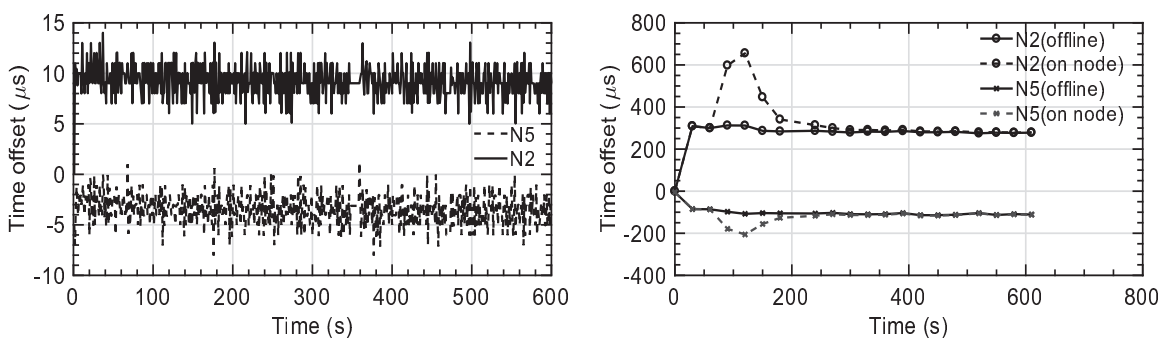 15
10
5
0
-5
-10
Time offset (μs)
N5
N2
0
100
200
300
400
500
600
Time (s)
800
600
400
200
0
-200
-400
Time offset (μs)
N2(offline)
N2(on node)
N5(offline)
N5(on node)
0
200
400
600
800
Time (s)